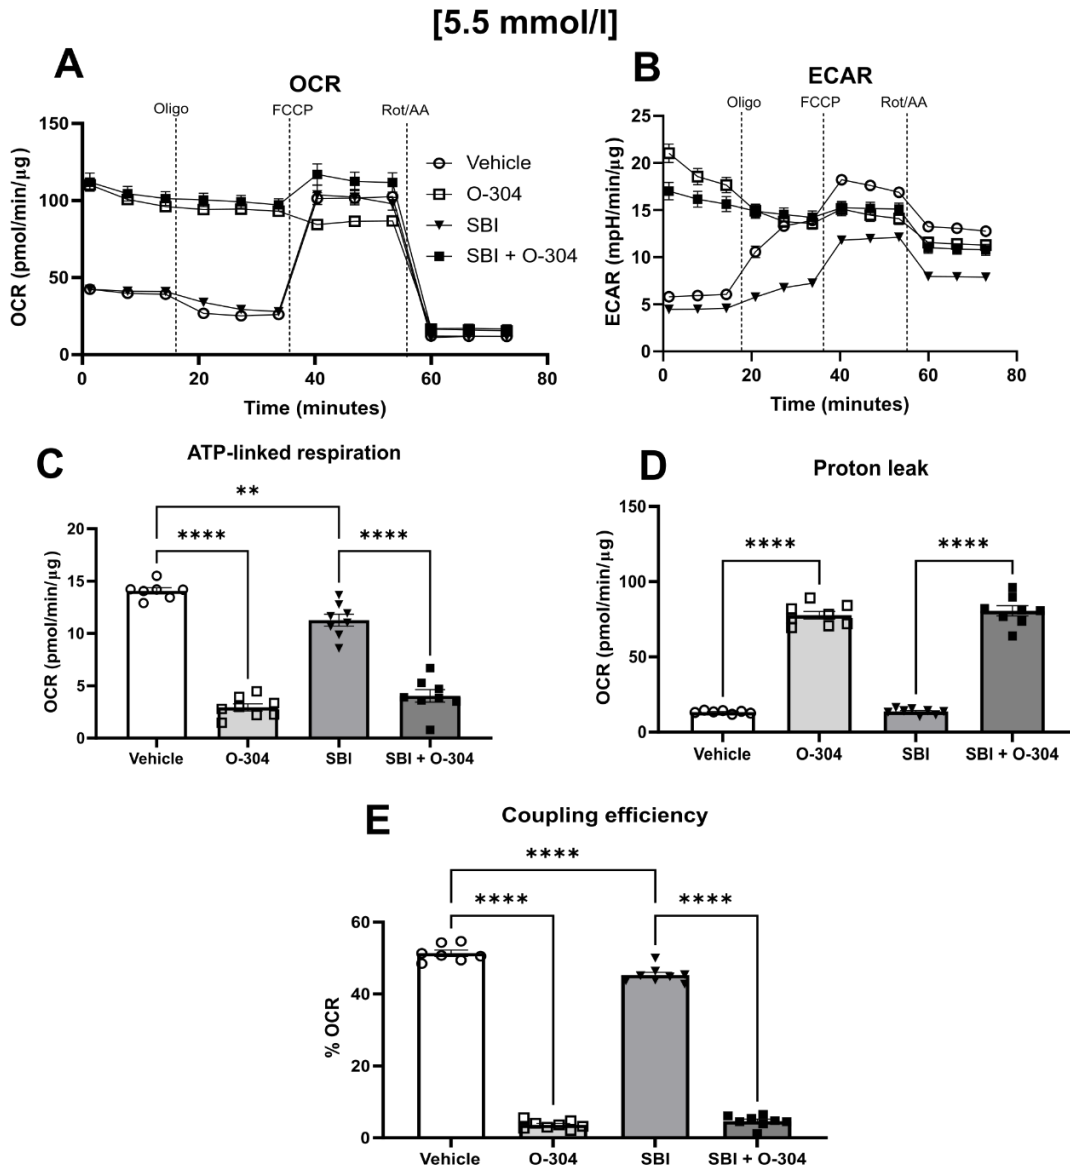 [5.5 mmol/l]
A
OCR
Oligo
FCCP
Rot/AA
150
100
50
0
OCR (pmol/min/µg)
0 20 40 60 80
Time (minutes)
Vehicle
O-304
SBI
SBI + O-304
B
ECAR
Oligo
FCCP
Rot/AA
25
20
15
10
5
0
ECAR (mpH/min/µg)
0 20 40 60 80
Time (minutes)
C
ATP-linked respiration
**
**** ****
20
15
10
5
0
OCR (pmol/min/µg)
Vehicle O-304 SBI SBI + O-304
D
Proton leak
**** ****
150
100
50
0
OCR (pmol/min/µg)
Vehicle O-304 SBI SBI + O-304
E
Coupling efficiency
****
**** ****
60
40
20
0
% OCR
Vehicle O-304 SBI SBI + O-304